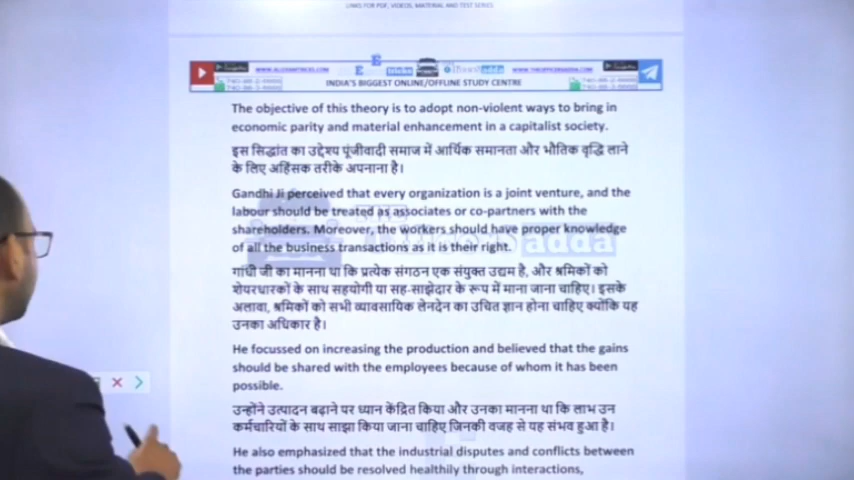 LINKS FOR PDF, VIDEOS, MATERIAL AND TEST SERIES
INDIA'S BIGGEST ONLINE/OFFLINE STUDY CENTRE
The objective of this theory is to adopt non-violent ways to bring in
economic parity and material enhancement in a capitalist society.
इस सिद्धांत का उद्देश्य पूंजीवादी समाज में आर्थिक समानता और भौतिक वृद्धि लाने
के लिए अहिंसक तरीके अपनाना है।
Gandhi Ji perceived that every organization is a joint venture, and the
labour should be treated as associates or co-partners with the
shareholders. Moreover, the workers should have proper knowledge
of all the business transactions as it is their right.
गांधी जी का मानना था कि प्रत्येक संगठन एक संयुक्त उद्यम है, और श्रमिकों को
शेयरधारकों के साथ सहयोगी या सह-साझेदार के रूप में माना जाना चाहिए। इसके
अलावा, श्रमिकों को सभी व्यावसायिक लेनदेन का उचित ज्ञान होना चाहिए क्योंकि यह
उनका अधिकार है।
He focussed on increasing the production and believed that the gains
should be shared with the employees because of whom it has been
possible.
उन्होंने उत्पादन बढ़ाने पर ध्यान केंद्रित किया और उनका मानना था कि लाभ उन
कर्मचारियों के साथ साझा किया जाना चाहिए जिनकी वजह से यह संभव हुआ है।
He also emphasized that the industrial disputes and conflicts between
the parties should be resolved healthily through interactions,